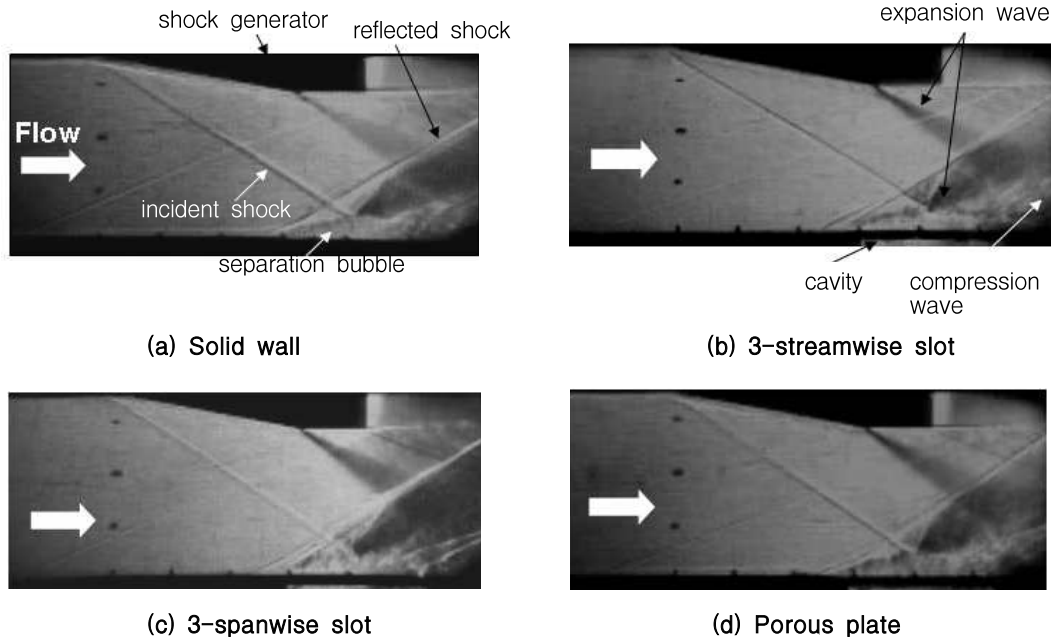 shock generator
reflected shock
Flow
incident shock
separation bubble
(a) Solid wall
expansion wave
cavity
compression
wave
(b) 3-streamwise slot
(c) 3-spanwise slot
(d) Porous plate